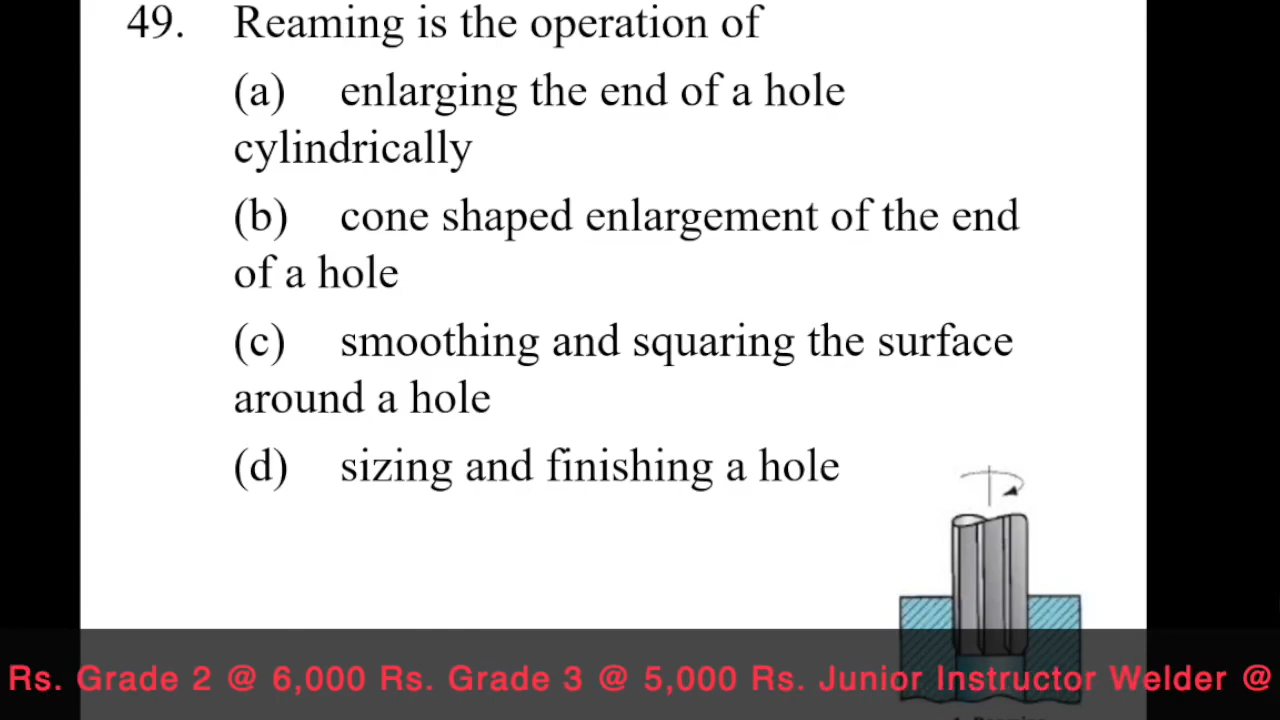 49. Reaming is the operation of
(a) enlarging the end of a hole
cylindrically
(b) cone shaped enlargement of the end
of a hole
(c) smoothing and squaring the surface
around a hole
(d) sizing and finishing a hole
Rs. Grade 2 @ 6,000 Rs. Grade 3 @ 5,000 Rs. Junior Instructor Welder @